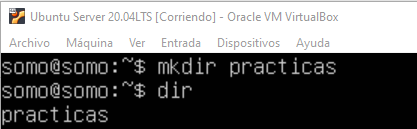 Ubuntu Server 20.04LTS [Corriendo] - Oracle VM VirtualBox
Archivo Máquina Ver Entrada Dispositivos Ayuda
somo@somo:~$ mkdir practicas
somo@somo:~$ dir
practicas